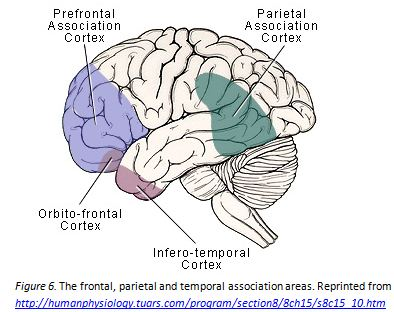 Prefrontal
Association
Cortex
Parietal
Association
Cortex
Orbito-frontal
Cortex
Infero-temporal
Cortex
Figure 6. The frontal, parietal and temporal association areas. Reprinted from
http://humanphysiology.tuars.com/program/section8/8ch15/s8c15_10.htm